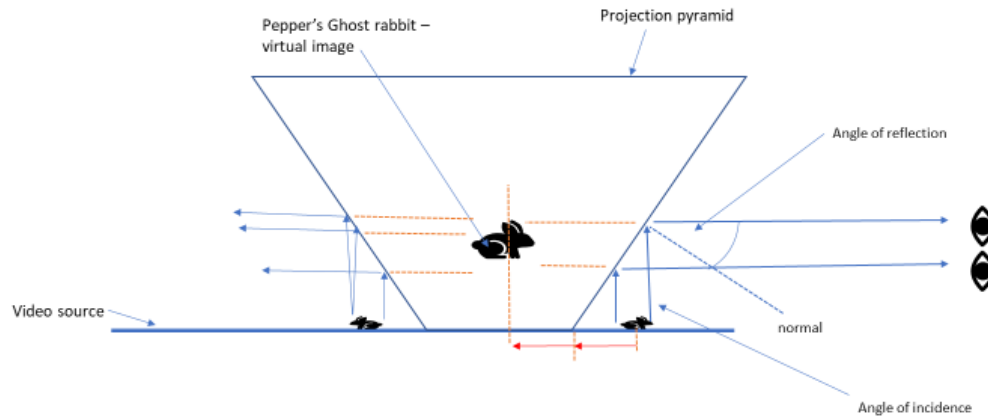 Projection pyramid
Pepper's Ghost rabbit –
virtual image
Angle of reflection
Video source
normal
Angle of incidence